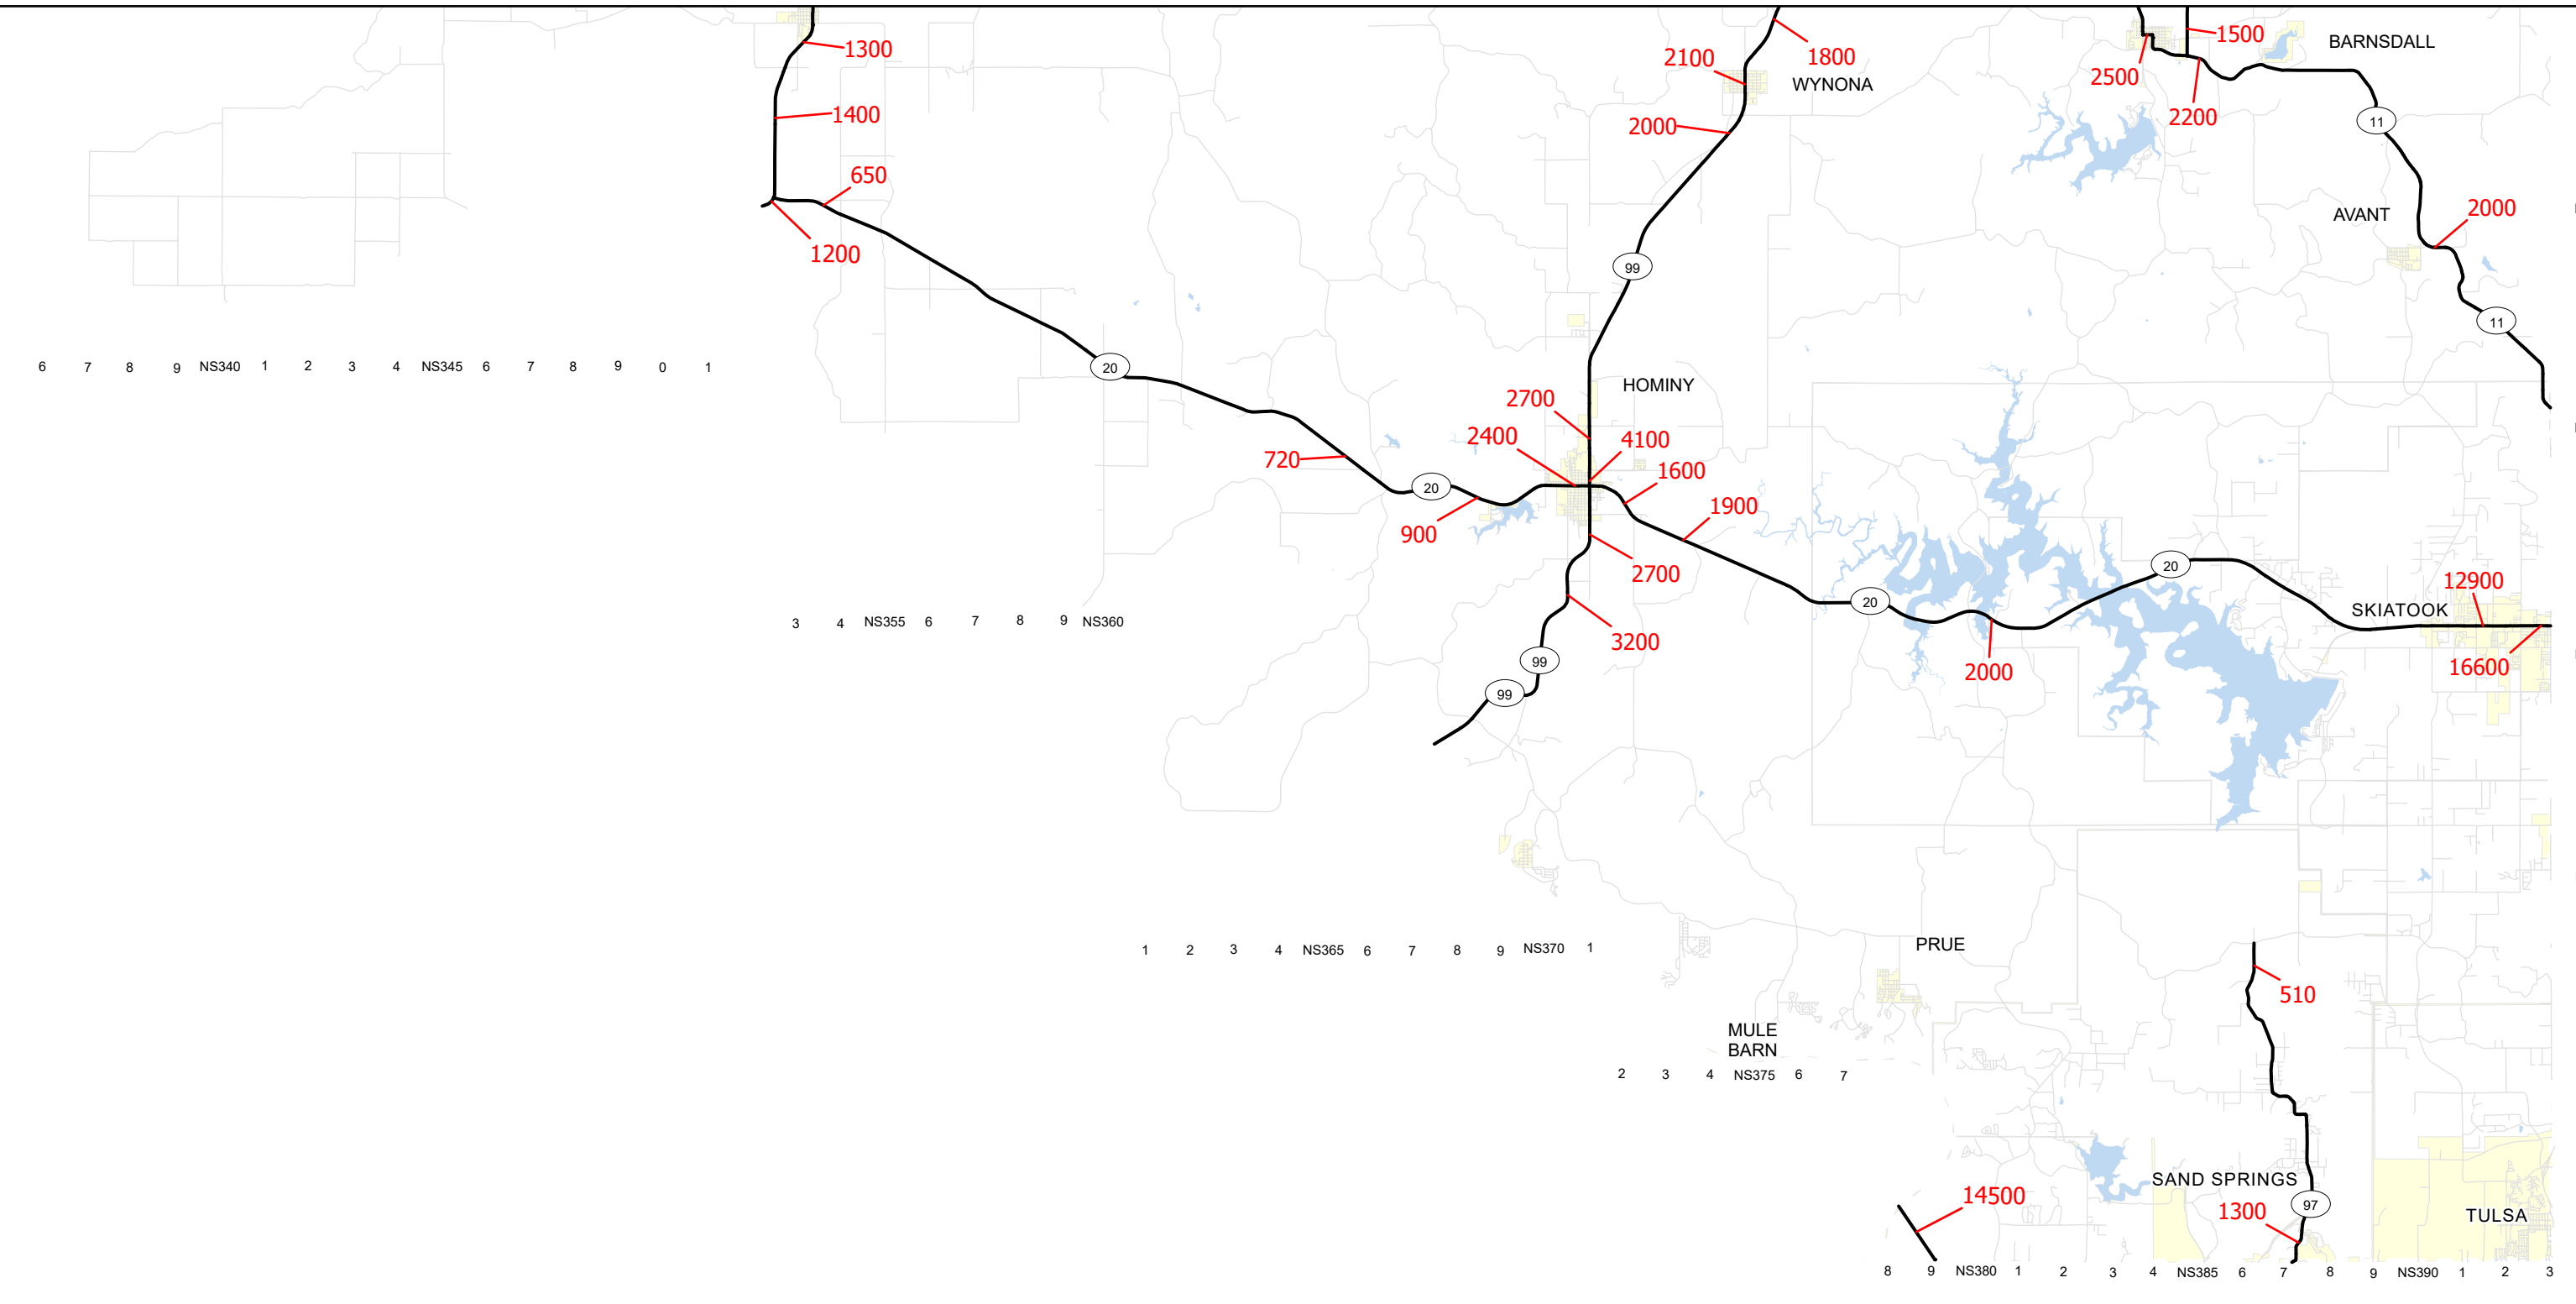 1300
1800
2100
WYNONA
1500
BARNSDALL
2500
2200
1400
2000
11
650
1200
AVANT
2000
99
11
6 7 8 9 NS340 1 2 3 4 NS345 6 7 8 9 0 1
20
HOMINY
2700
2400
4100
720
1600
20
900
1900
2700
20
12900
20
SKIATOOK
3 4 NS355 6 7 8 9 NS360
3200
99
2000
16600
99
1 2 3 4 NS365 6 7 8 9 NS370 1
PRUE
510
MULE
BARN
2 3 4 NS375 6 7
SAND SPRINGS
14500
97
1300
TULSA
8 9 NS380 1 2 3 4 NS385 6 7 8 9 NS390 1 2 3